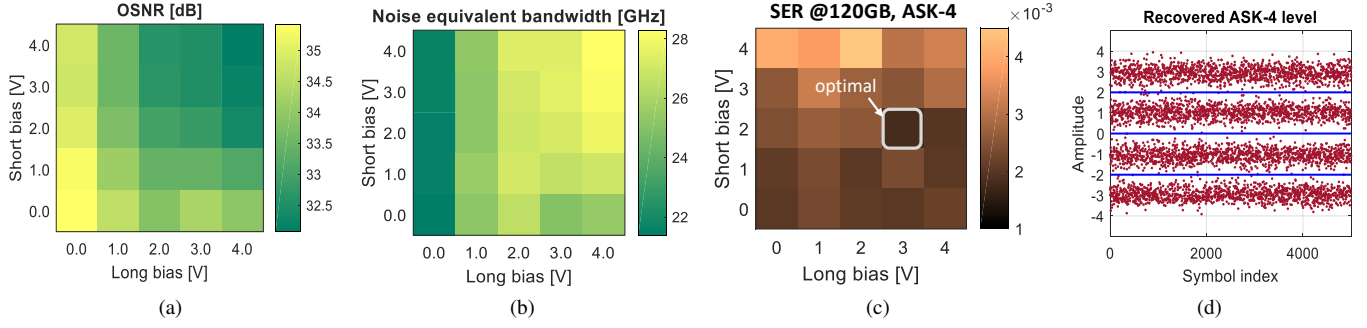 OSNR [dB]
Short bias [V]
4.0
3.0
2.0
1.0
0.0
0.0 1.0 2.0 3.0 4.0
Long bias [V]
35
34.5
34
33.5
33
32.5
(a)
Noise equivalent bandwidth [GHz]
Short bias [V]
4.0
3.0
2.0
1.0
0.0
0.0 1.0 2.0 3.0 4.0
Long bias [V]
28
26
24
22
(b)
SER @120GB, ASK-4
Short bias [V]
4
3
2
1
0
0 1 2 3 4
Long bias [V]
optimal
×10⁻³
4
3
2
1
(c)
Recovered ASK-4 level
Amplitude
4
3
2
1
0
-1
-2
-3
-4
0 2000 4000
Symbol index
(d)